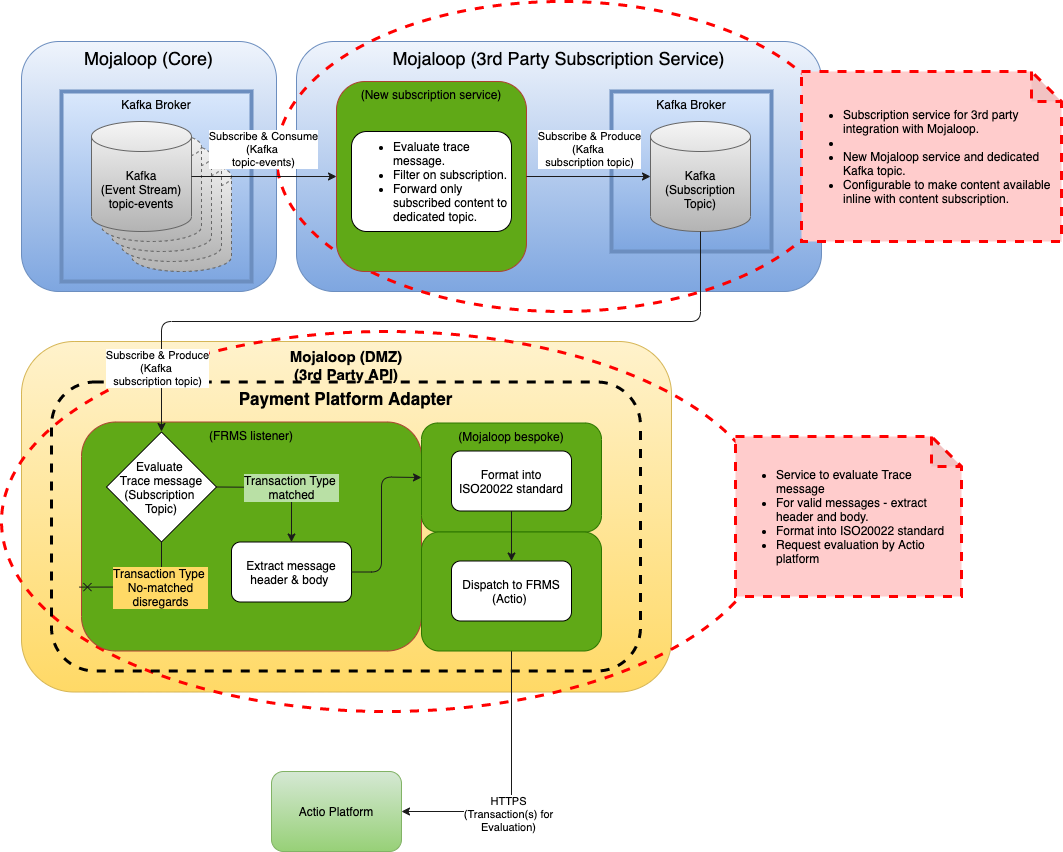 Mojaloop (Core)
Kafka Broker
Kafka
(Event Stream)
topic-events
Subscribe & Consume
(Kafka
topic-events)
Mojaloop (3rd Party Subscription Service)
(New subscription service)
• Evaluate trace
message.
• Filter on subscription.
• Forward only
subscribed content to
dedicated topic.
Subscribe & Produce
(Kafka
subscription topic)
Kafka Broker
Kafka
(Subscription
Topic)
• Subscription service for 3rd party
integration with Mojaloop.
•
• New Mojaloop service and dedicated
Kafka topic.
• Configurable to make content available
inline with content subscription.
Subscribe & Produce
(Kafka
subscription topic)
Mojaloop (DMZ)
(3rd Party API)
Payment Platform Adapter
(FRMS listener)
Evaluate
Trace message
(Subscription
Topic)
Transaction Type
matched
Transaction Type
No-matched
disregards
Extract message
header & body
(Mojaloop bespoke)
Format into
ISO20022 standard
Dispatch to FRMS
(Actio)
• Service to evaluate Trace
message
• For valid messages - extract
header and body.
• Format into ISO20022 standard
• Request evaluation by Actio
platform
HTTPS
(Transaction(s) for
Evaluation)
Actio Platform